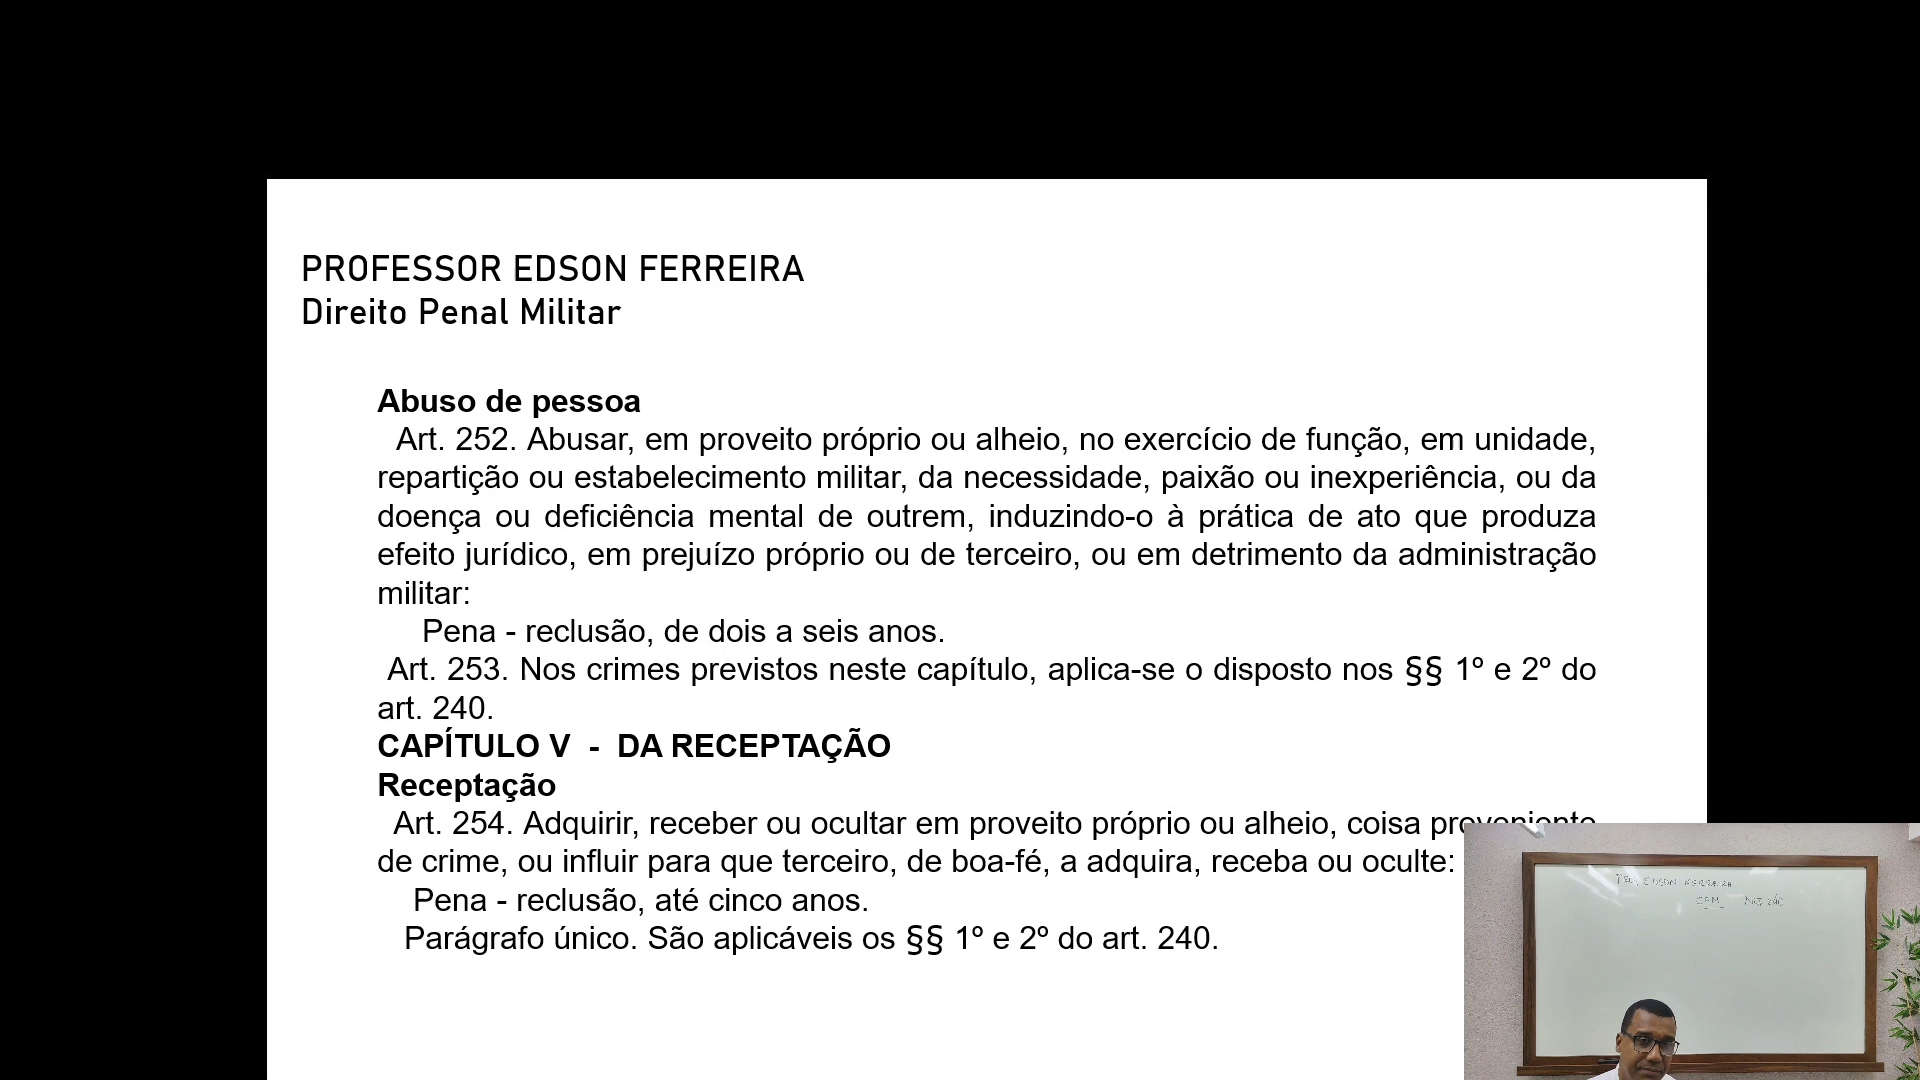 PROFESSOR EDSON FERREIRA
Direito Penal Militar
Abuso de pessoa
Art. 252. Abusar, em proveito próprio ou alheio, no exercício de função, em unidade,
repartição ou estabelecimento militar, da necessidade, paixão ou inexperiência, ou da
doença ou deficiência mental de outrem, induzindo-o à prática de ato que produza
efeito jurídico, em prejuízo próprio ou de terceiro, ou em detrimento da administração
militar:
Pena - reclusão, de dois a seis anos.
Art. 253. Nos crimes previstos neste capítulo, aplica-se o disposto nos §§ 1º e 2º do
art. 240.
CAPÍTULO V - DA RECEPTAÇÃO
Receptação
Art. 254. Adquirir, receber ou ocultar em proveito próprio ou alheio, coisa proveniente
de crime, ou influir para que terceiro, de boa-fé, a adquira, receba ou oculte:
Pena - reclusão, até cinco anos.
Parágrafo único. São aplicáveis os §§ 1º e 2º do art. 240.
EDSON FERREIRA
ART 240